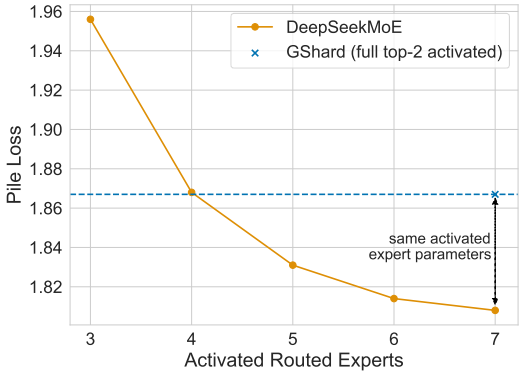 1.96
1.94
1.92
1.90
1.88
1.86
1.84
1.82
Pile Loss
DeepSeekMoE
GShard (full top-2 activated)
same activated
expert parameters
3 4 5 6 7
Activated Routed Experts